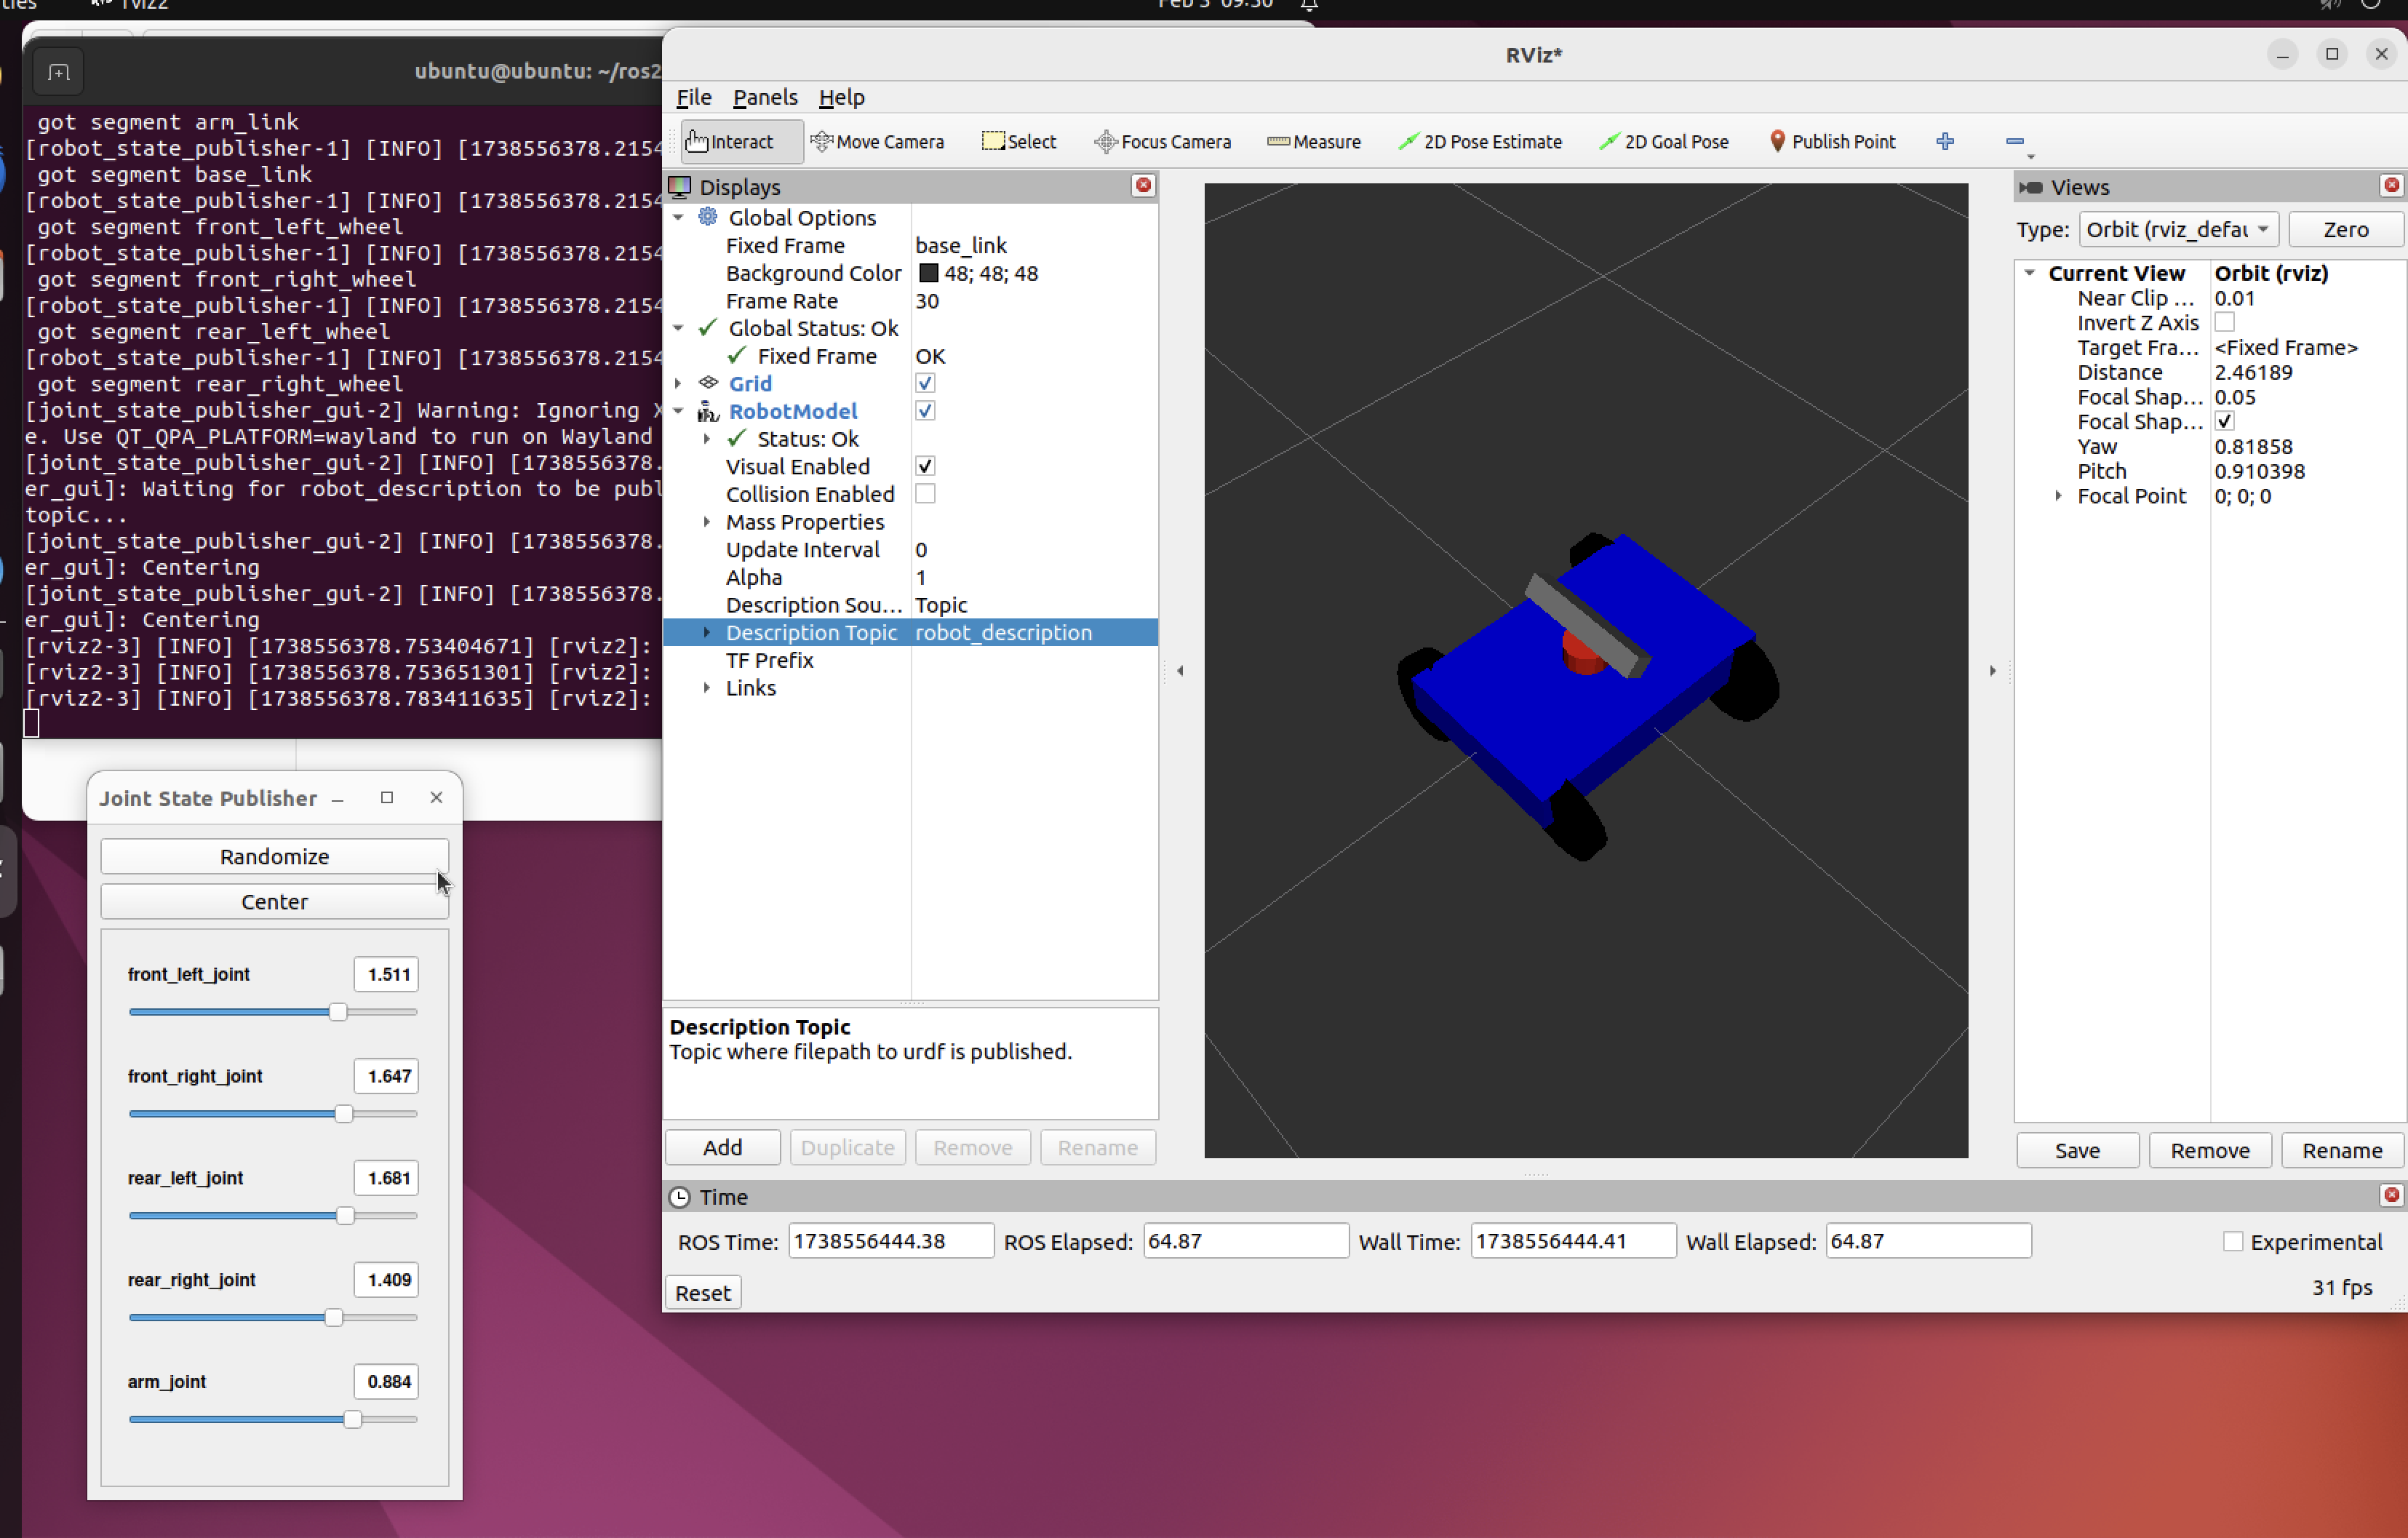 rviz2
Feb 3 09:30
ubuntu@ubuntu: ~/ros2
got segment arm_link
[robot_state_publisher-1] [INFO] [1738556378.2154
got segment base_link
[robot_state_publisher-1] [INFO] [1738556378.2154
got segment front_left_wheel
[robot_state_publisher-1] [INFO] [1738556378.2154
got segment front_right_wheel
[robot_state_publisher-1] [INFO] [1738556378.2154
got segment rear_left_wheel
[robot_state_publisher-1] [INFO] [1738556378.2154
got segment rear_right_wheel
[joint_state_publisher_gui-2] Warning: Ignoring X
e. Use QT_QPA_PLATFORM=wayland to run on Wayland
[joint_state_publisher_gui-2] [INFO] [1738556378.
er_gui]: Waiting for robot_description to be publ
topic...
[joint_state_publisher_gui-2] [INFO] [1738556378.
er_gui]: Centering
[joint_state_publisher_gui-2] [INFO] [1738556378.
er_gui]: Centering
[rviz2-3] [INFO] [1738556378.753404671] [rviz2]:
[rviz2-3] [INFO] [1738556378.753651301] [rviz2]:
[rviz2-3] [INFO] [1738556378.783411635] [rviz2]:
Joint State Publisher
Randomize
Center
front_left_joint 1.511
front_right_joint 1.647
rear_left_joint 1.681
rear_right_joint 1.409
arm_joint 0.884
RViz*
File Panels Help
Interact Move Camera Select Focus Camera Measure 2D Pose Estimate 2D Goal Pose Publish Point
Displays
Global Options
Fixed Frame base_link
Background Color 48; 48; 48
Frame Rate 30
Global Status: Ok
Fixed Frame OK
Grid
RobotModel
Status: Ok
Visual Enabled
Collision Enabled
Mass Properties
Update Interval 0
Alpha 1
Description Sou... Topic
Description Topic robot_description
TF Prefix
Links
Description Topic
Topic where filepath to urdf is published.
Add Duplicate Remove Rename
Views
Type: Orbit (rviz_defau Zero
Current View Orbit (rviz)
Near Clip ... 0.01
Invert Z Axis
Target Fra... <Fixed Frame>
Distance 2.46189
Focal Shap... 0.05
Focal Shap...
Yaw 0.81858
Pitch 0.910398
Focal Point 0; 0; 0
Save Remove Rename
Time
ROS Time: 1738556444.38 ROS Elapsed: 64.87 Wall Time: 1738556444.41 Wall Elapsed: 64.87 Experimental
Reset 31 fps